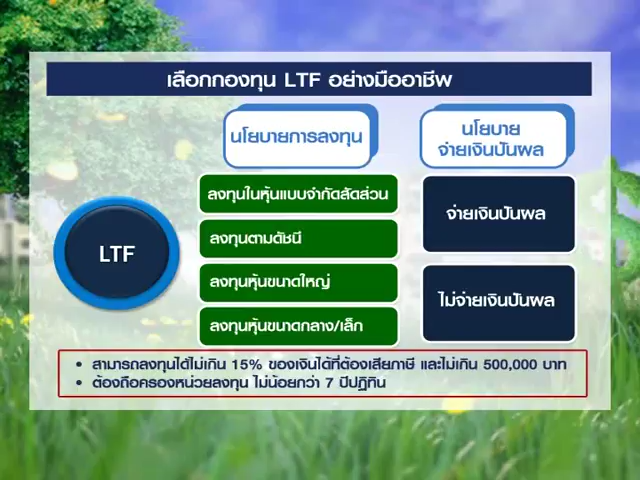 เลือกกองทุน LTF อย่างมืออาชีพ
นโยบายการลงทุน
นโยบาย
จ่ายเงินปันผล
LTF
ลงทุนในหุ้นแบบจำกัดสัดส่วน
ลงทุนตามดัชนี
ลงทุนหุ้นขนาดใหญ่
ลงทุนหุ้นขนาดกลาง/เล็ก
จ่ายเงินปันผล
ไม่จ่ายเงินปันผล
• สามารถลงทุนได้ไม่เกิน 15% ของเงินได้ที่ต้องเสียภาษี และไม่เกิน 500,000 บาท
• ต้องถือครองหน่วยลงทุน ไม่น้อยกว่า 7 ปีปฏิทิน